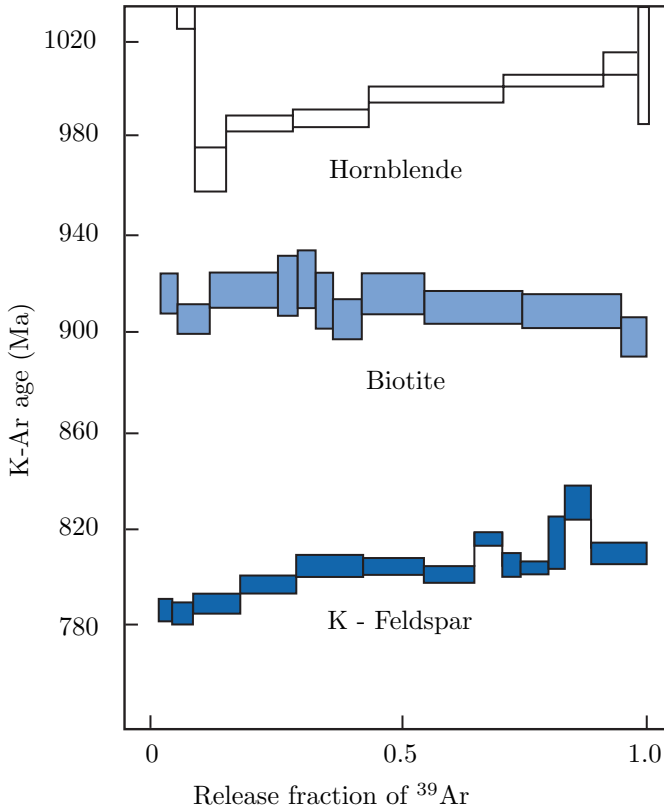 1020
980
Hornblende
940
900
Biotite
860
820
780
K - Feldspar
K-Ar age (Ma)
0
0.5
1.0
Release fraction of ³⁹Ar